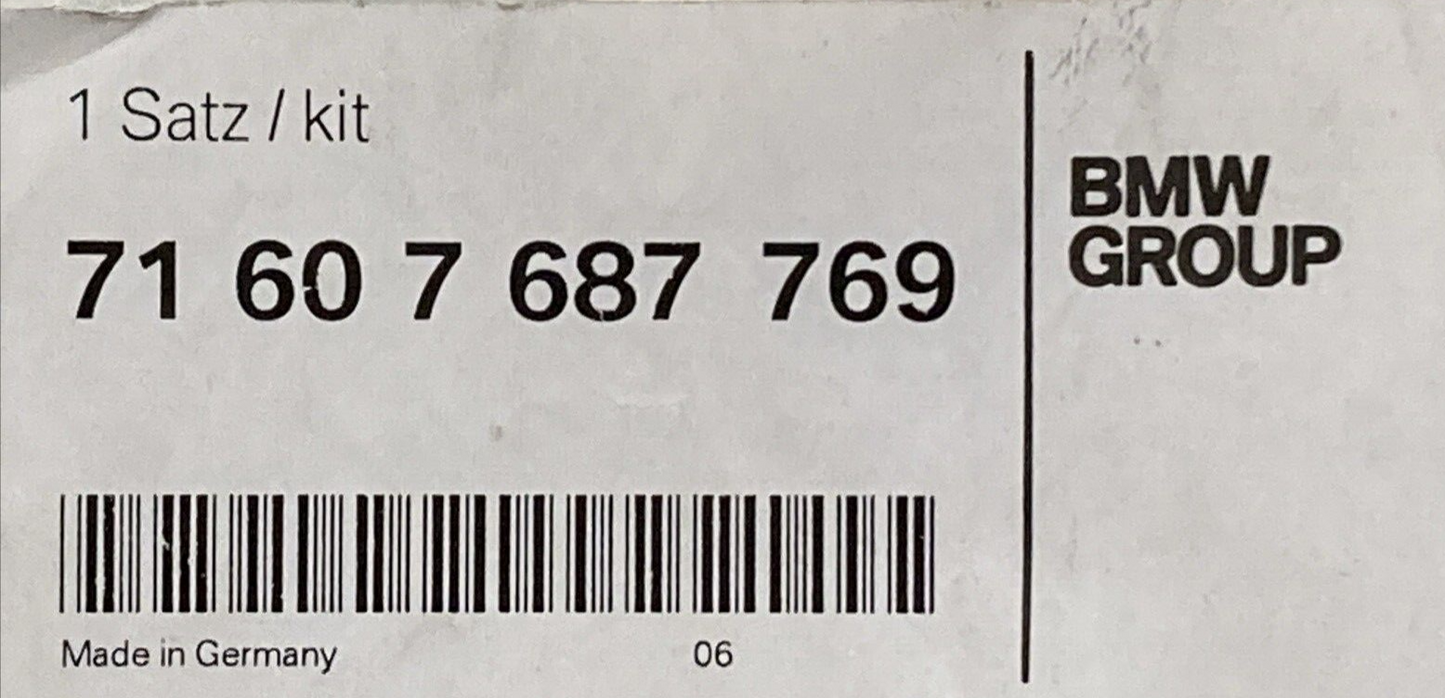 1 Satz / kit
71 60 7 687 769
Made in Germany 06
BMW
GROUP